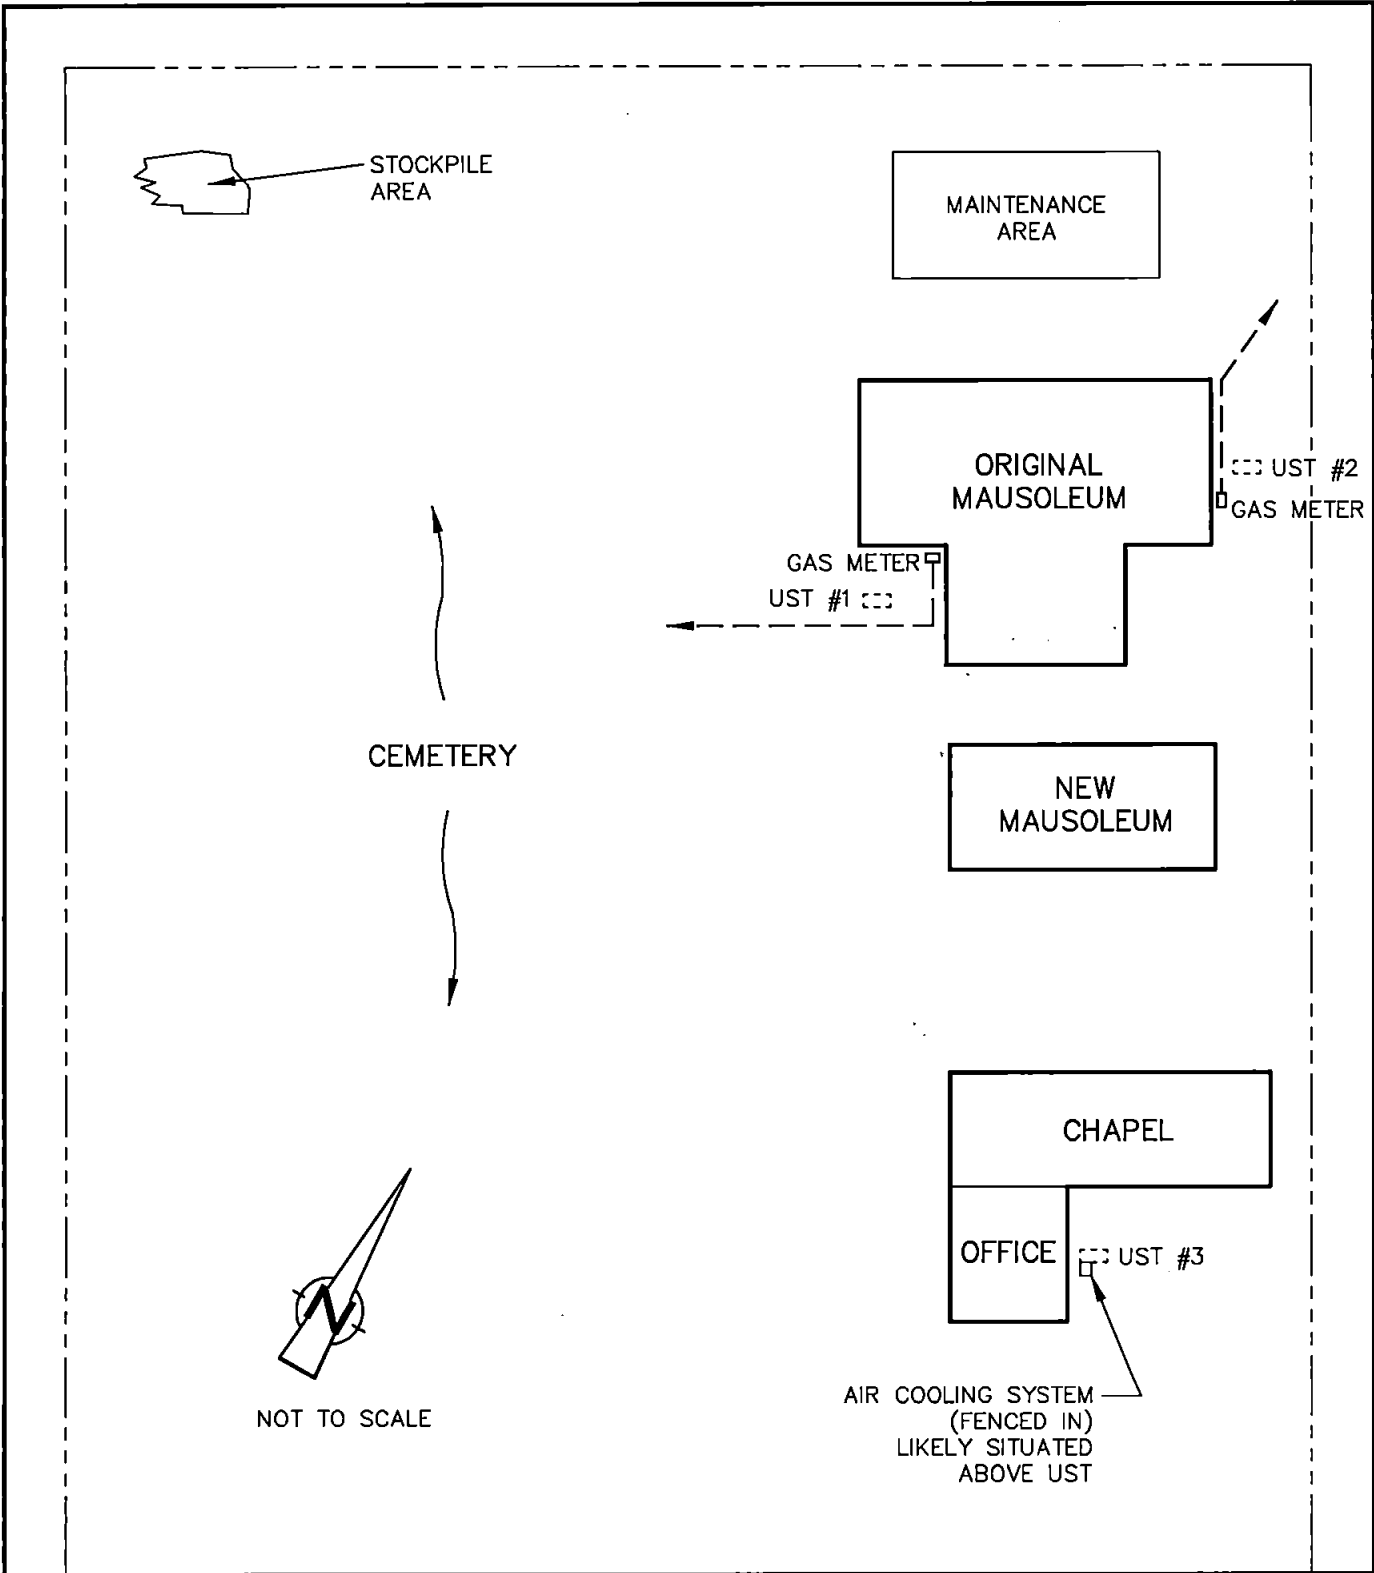 STOCKPILE
AREA
MAINTENANCE
AREA
ORIGINAL
MAUSOLEUM
UST #2
GAS METER
GAS METER
UST #1
CEMETERY
NEW
MAUSOLEUM
CHAPEL
OFFICE
UST #3
N
NOT TO SCALE
AIR COOLING SYSTEM
(FENCED IN)
LIKELY SITUATED
ABOVE UST